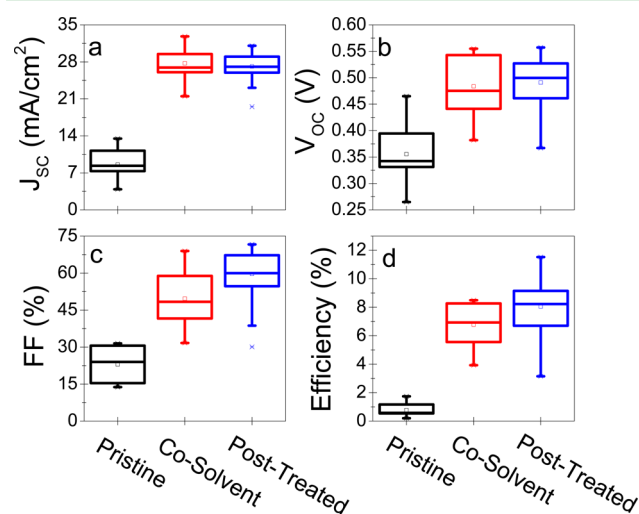 a
J_SC (mA/cm²)
35
28
21
14
7
0
b
V_OC (V)
0.60
0.55
0.50
0.45
0.40
0.35
0.30
0.25
c
FF (%)
75
60
45
30
15
0
d
Efficiency (%)
12
10
8
6
4
2
0
Pristine
Co-Solvent
Post-Treated
Pristine
Co-Solvent
Post-Treated